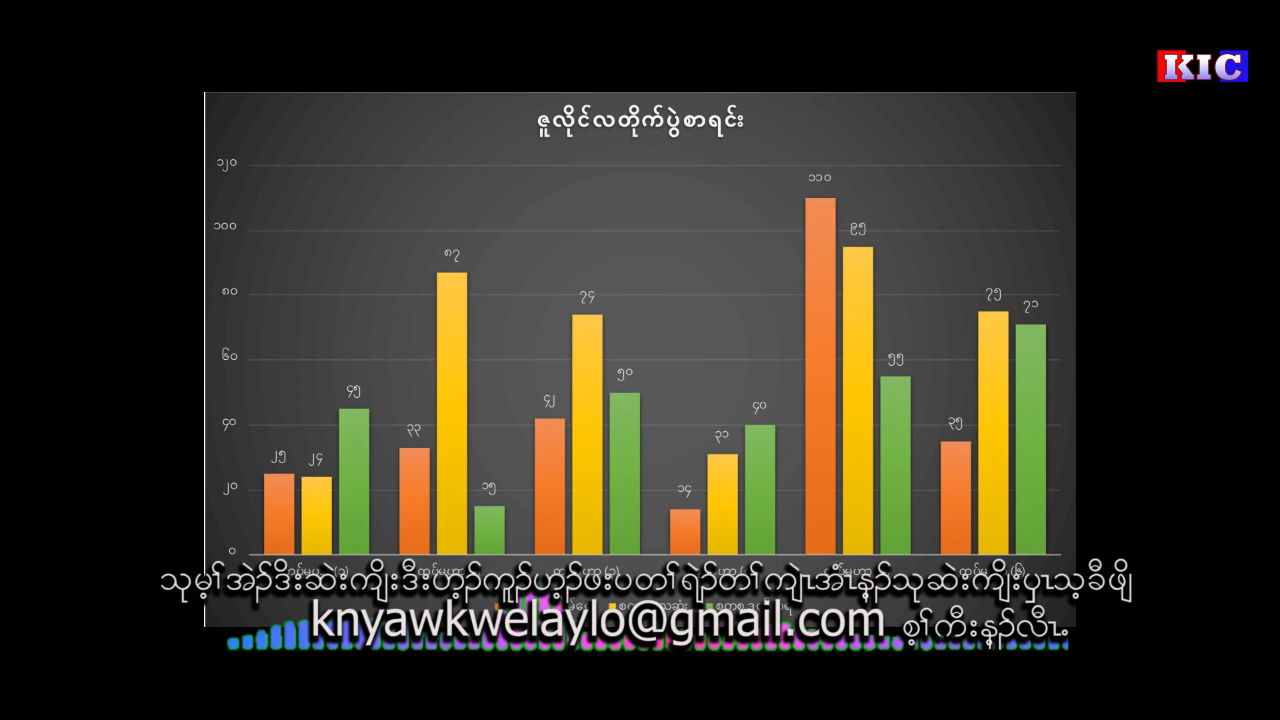 KIC
ဇူလိုင်လတိုက်ပွဲစာရင်း
၁၂၀
၁၀၀
၈၀
၆၀
၄၀
၂၀
၀
၂၅ ၂၄ ၄၅
၃၃ ၈၇ ၁၅
၄၂ ၇၄ ၅၀
၁၄ ၃၁ ၄၀
၁၁၀ ၉၅ ၅၅
၃၅ ၇၅ ၇၁
သုမ့ၢ်အဲၣ်ဒိးဆဲးကျိးဒီးဟ့ၣ်ကူၣ်ဟ့ၣ်ဖးပတၢ်ရဲၣ်တၢ်ကျဲၤအံၤန့ၣ်သုဆဲးကျိးပှၤသ့ခီဖျိ
knyawkwelaylo@gmail.com စ့ၢ်ကီးန့ၣ်လီၤ.